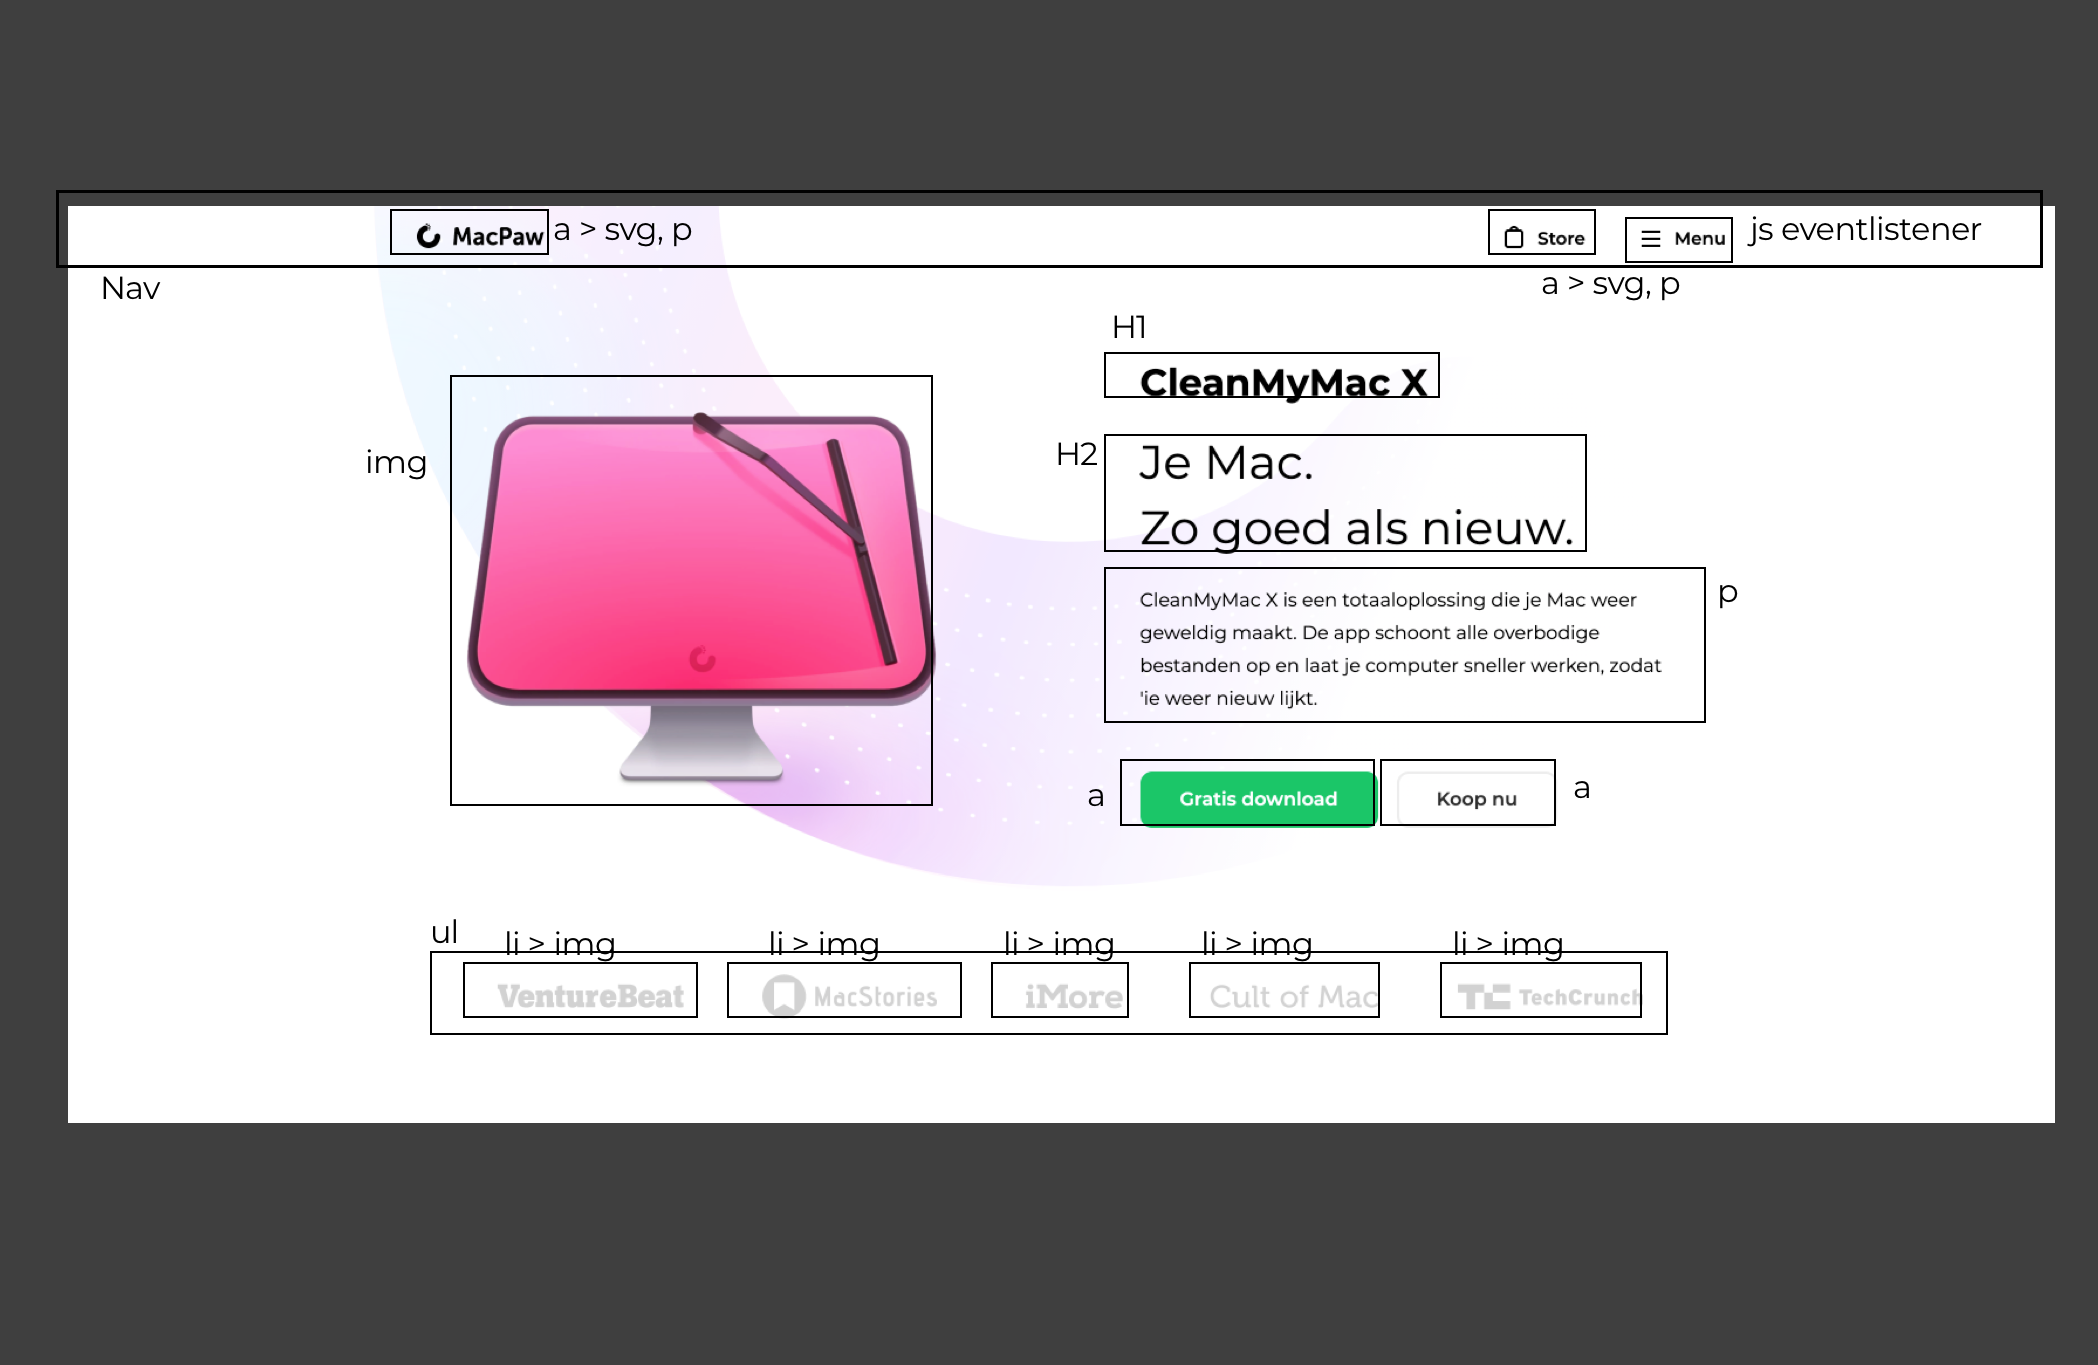 MacPaw
a > svg, p
Store
Menu
js eventlistener
Nav
a > svg, p
H1
CleanMyMac X
img
H2
Je Mac.
Zo goed als nieuw.
CleanMyMac X is een totaaloplossing die je Mac weer
geweldig maakt. De app schoont alle overbodige
bestanden op en laat je computer sneller werken, zodat
'ie weer nieuw lijkt.
p
a
Gratis download
Koop nu
a
ul
li > img
li > img
li > img
li > img
li > img
VentureBeat
MacStories
iMore
Cult of Mac
TC TechCrunch